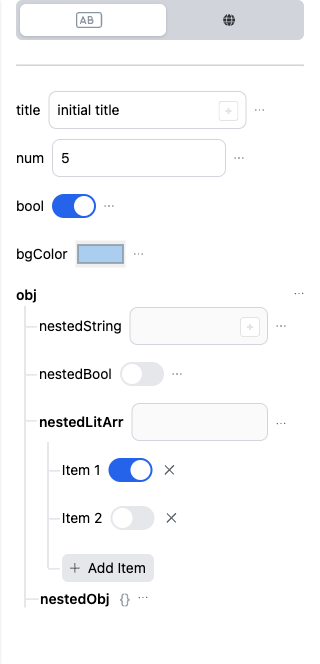 AB
title initial title ...
num 5 ...
bool ...
bgColor ...
obj ...
nestedString ...
nestedBool ...
nestedLitArr ...
Item 1 ×
Item 2 ×
+ Add Item
nestedObj {} ...